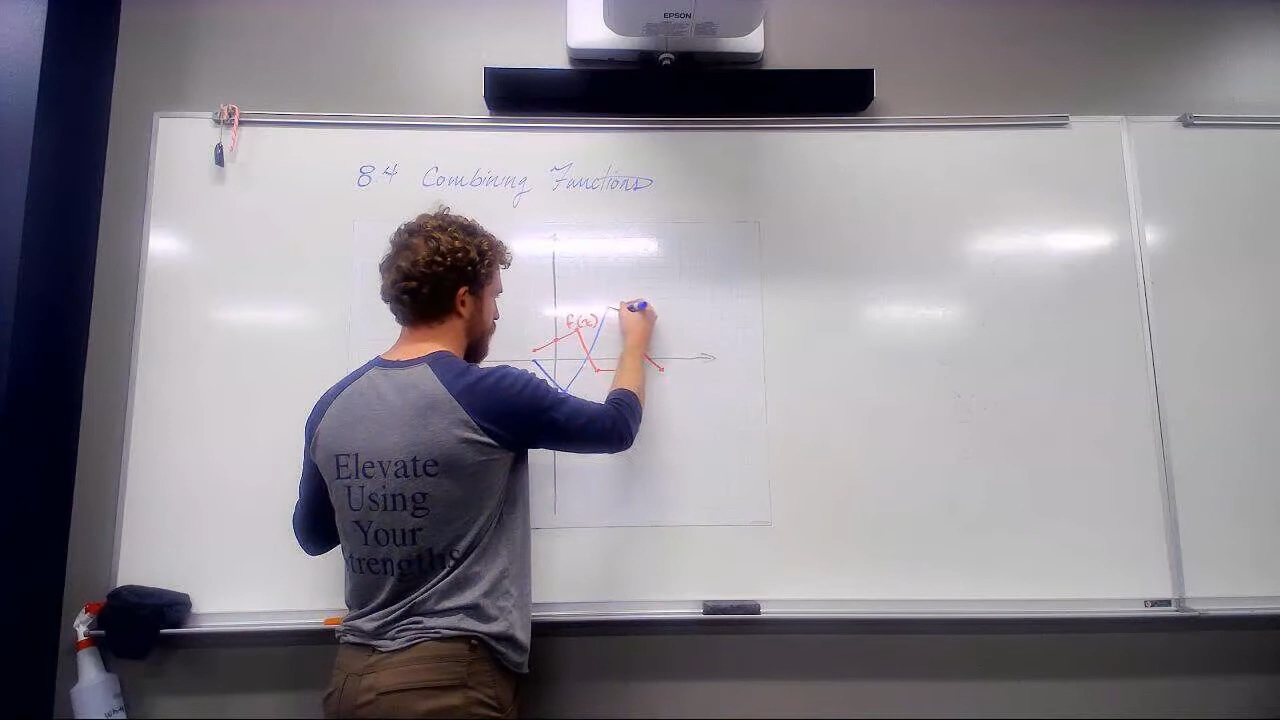 EPSON
8.4 Combining Functions
f(x)
Elevate
Using
Your
Strengths